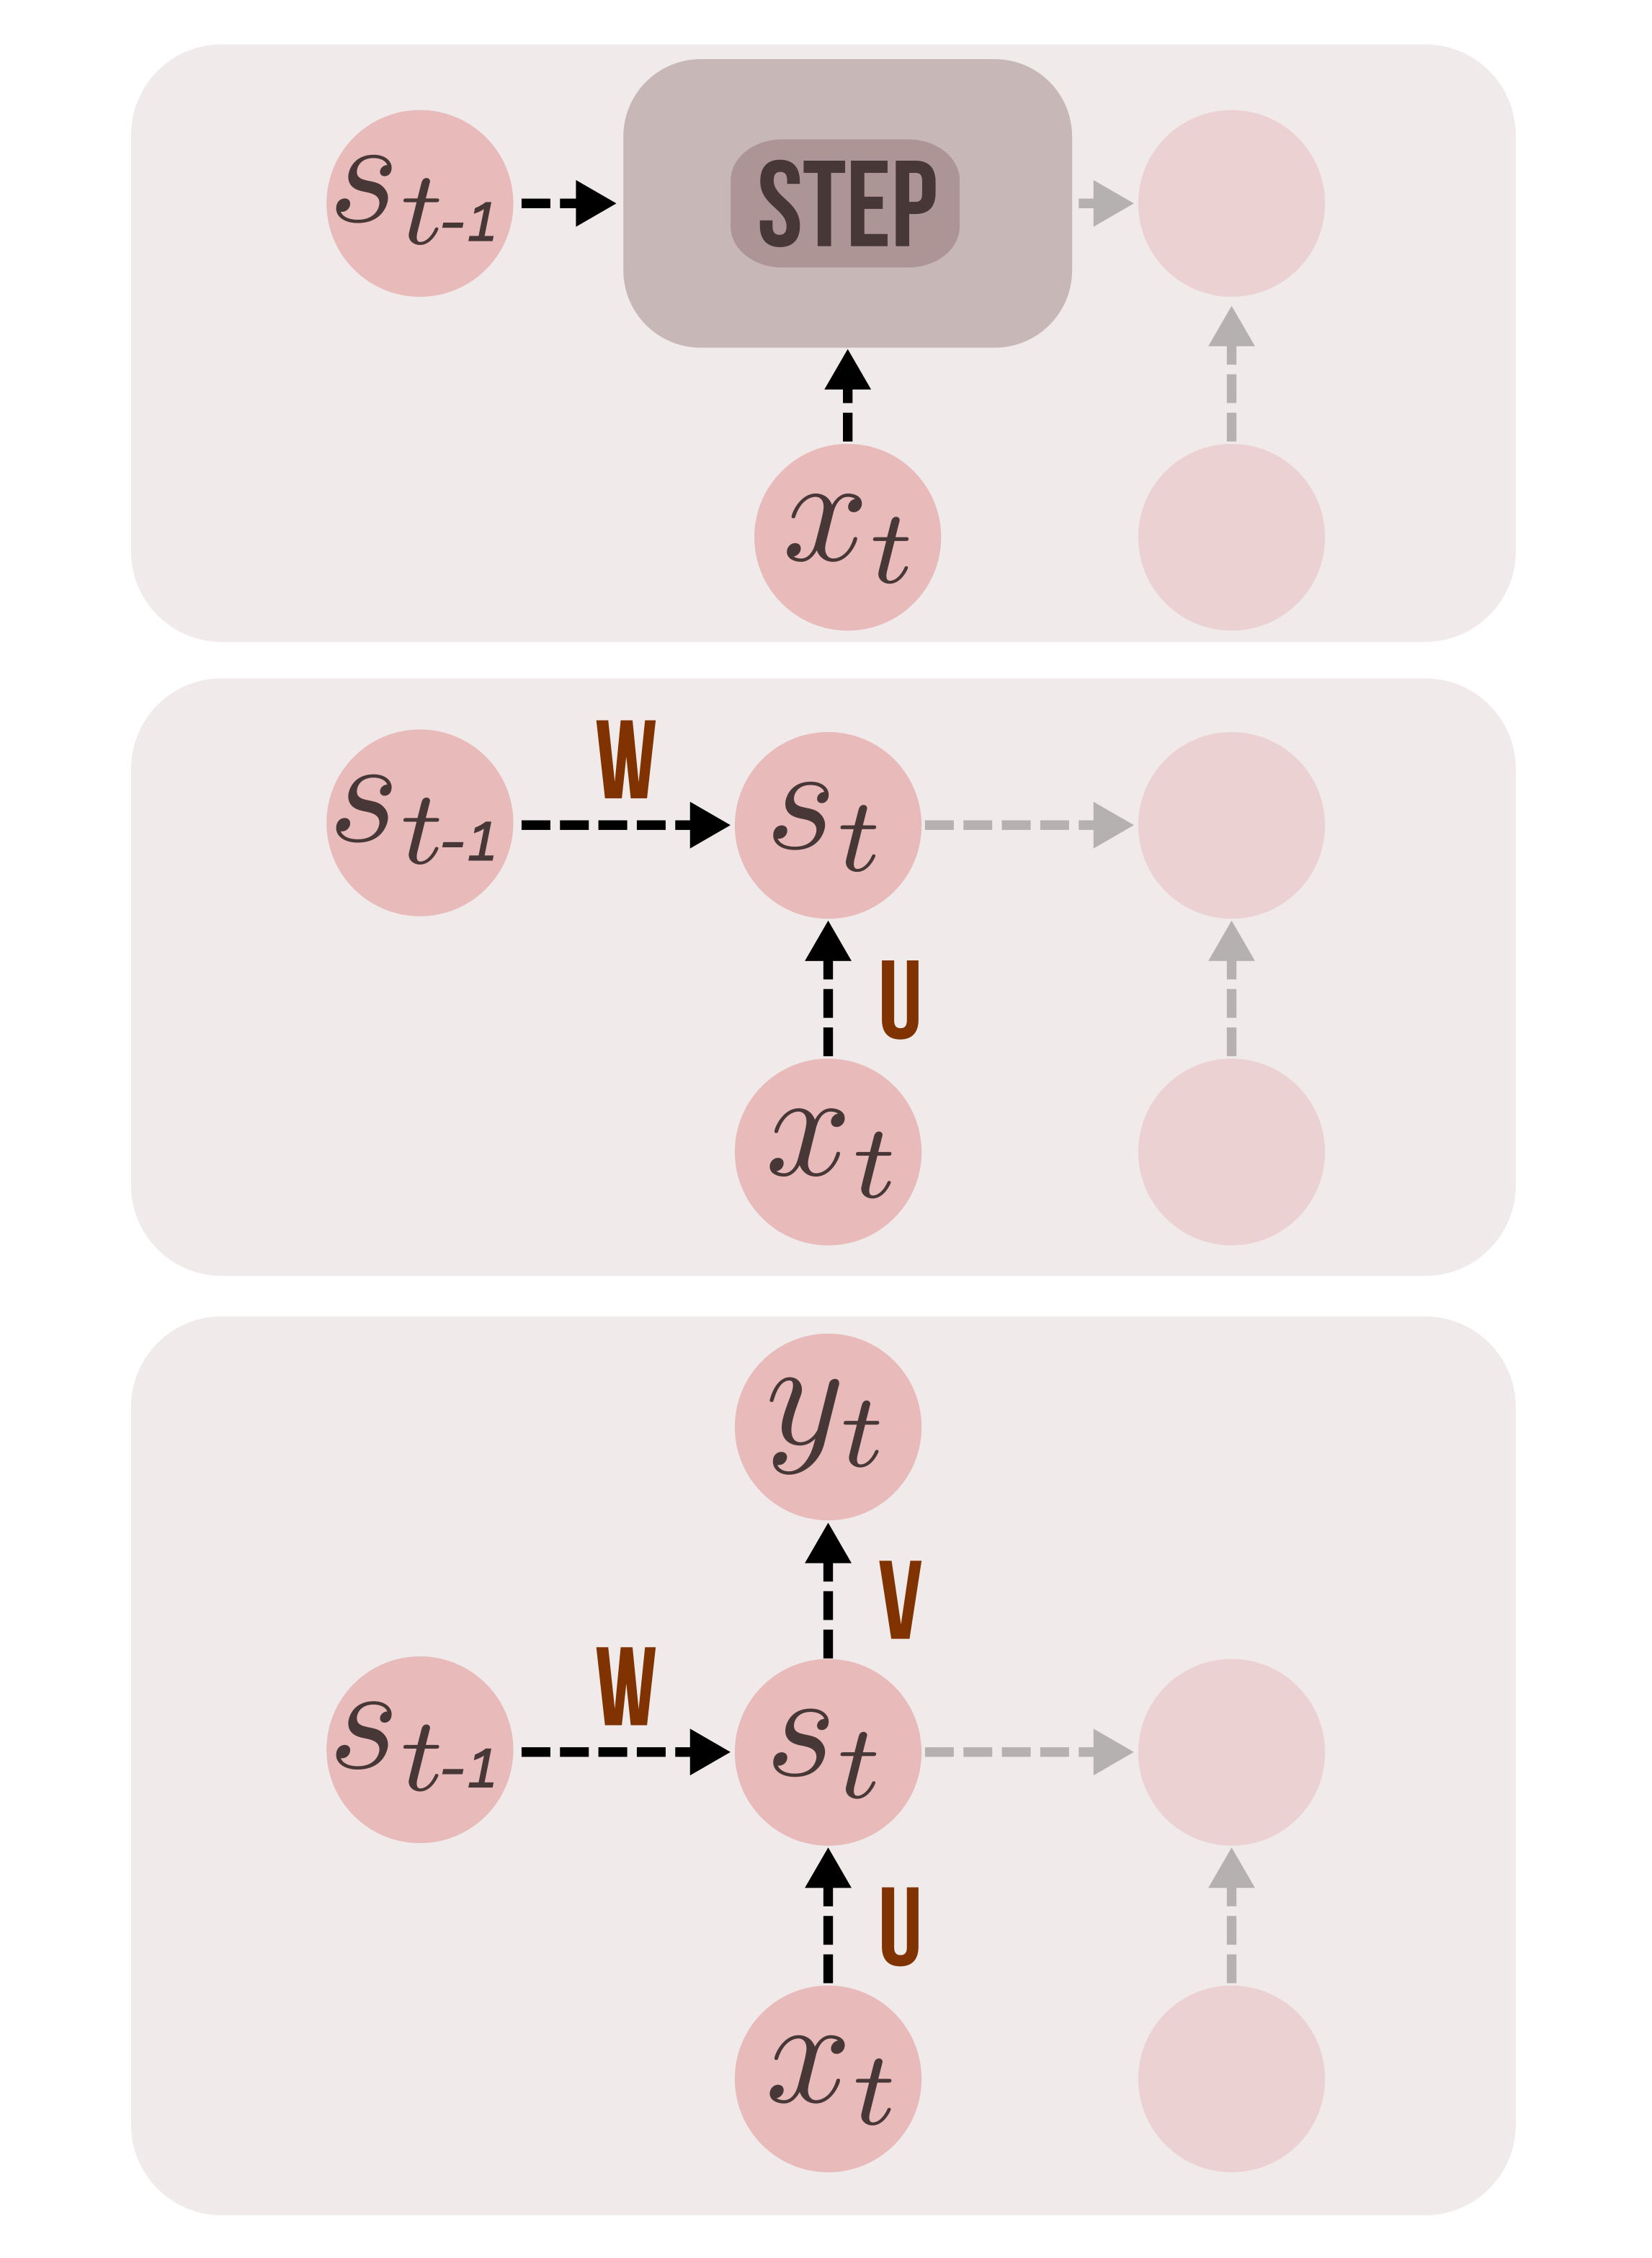 s_{t-1}
STEP
x_t
W
s_{t-1}
s_t
U
x_t
y_t
V
W
s_{t-1}
s_t
U
x_t